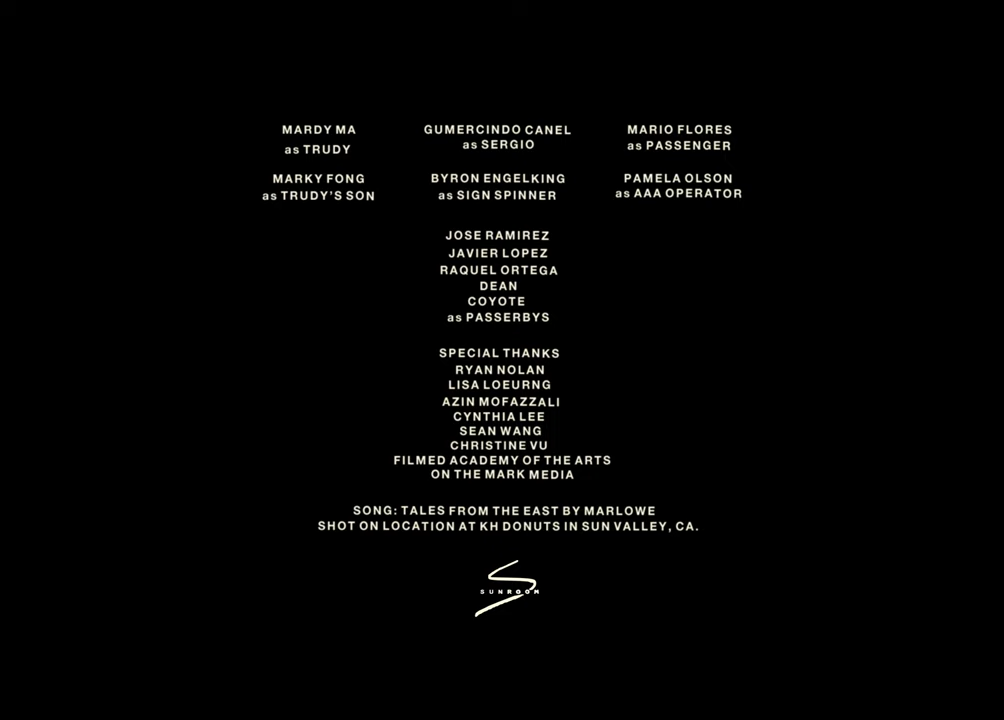 MARDY MA
as TRUDY
GUMERCINDO CANEL
as SERGIO
MARIO FLORES
as PASSENGER
MARKY FONG
as TRUDY'S SON
BYRON ENGELKING
as SIGN SPINNER
PAMELA OLSON
as AAA OPERATOR
JOSE RAMIREZ
JAVIER LOPEZ
RAQUEL ORTEGA
DEAN
COYOTE
as PASSERBYS
SPECIAL THANKS
RYAN NOLAN
LISA LOEURNG
AZIN MOFAZZALI
CYNTHIA LEE
SEAN WANG
CHRISTINE VU
FILMED ACADEMY OF THE ARTS
ON THE MARK MEDIA
SONG: TALES FROM THE EAST BY MARLOWE
SHOT ON LOCATION AT KH DONUTS IN SUN VALLEY, CA.
SUNROOM